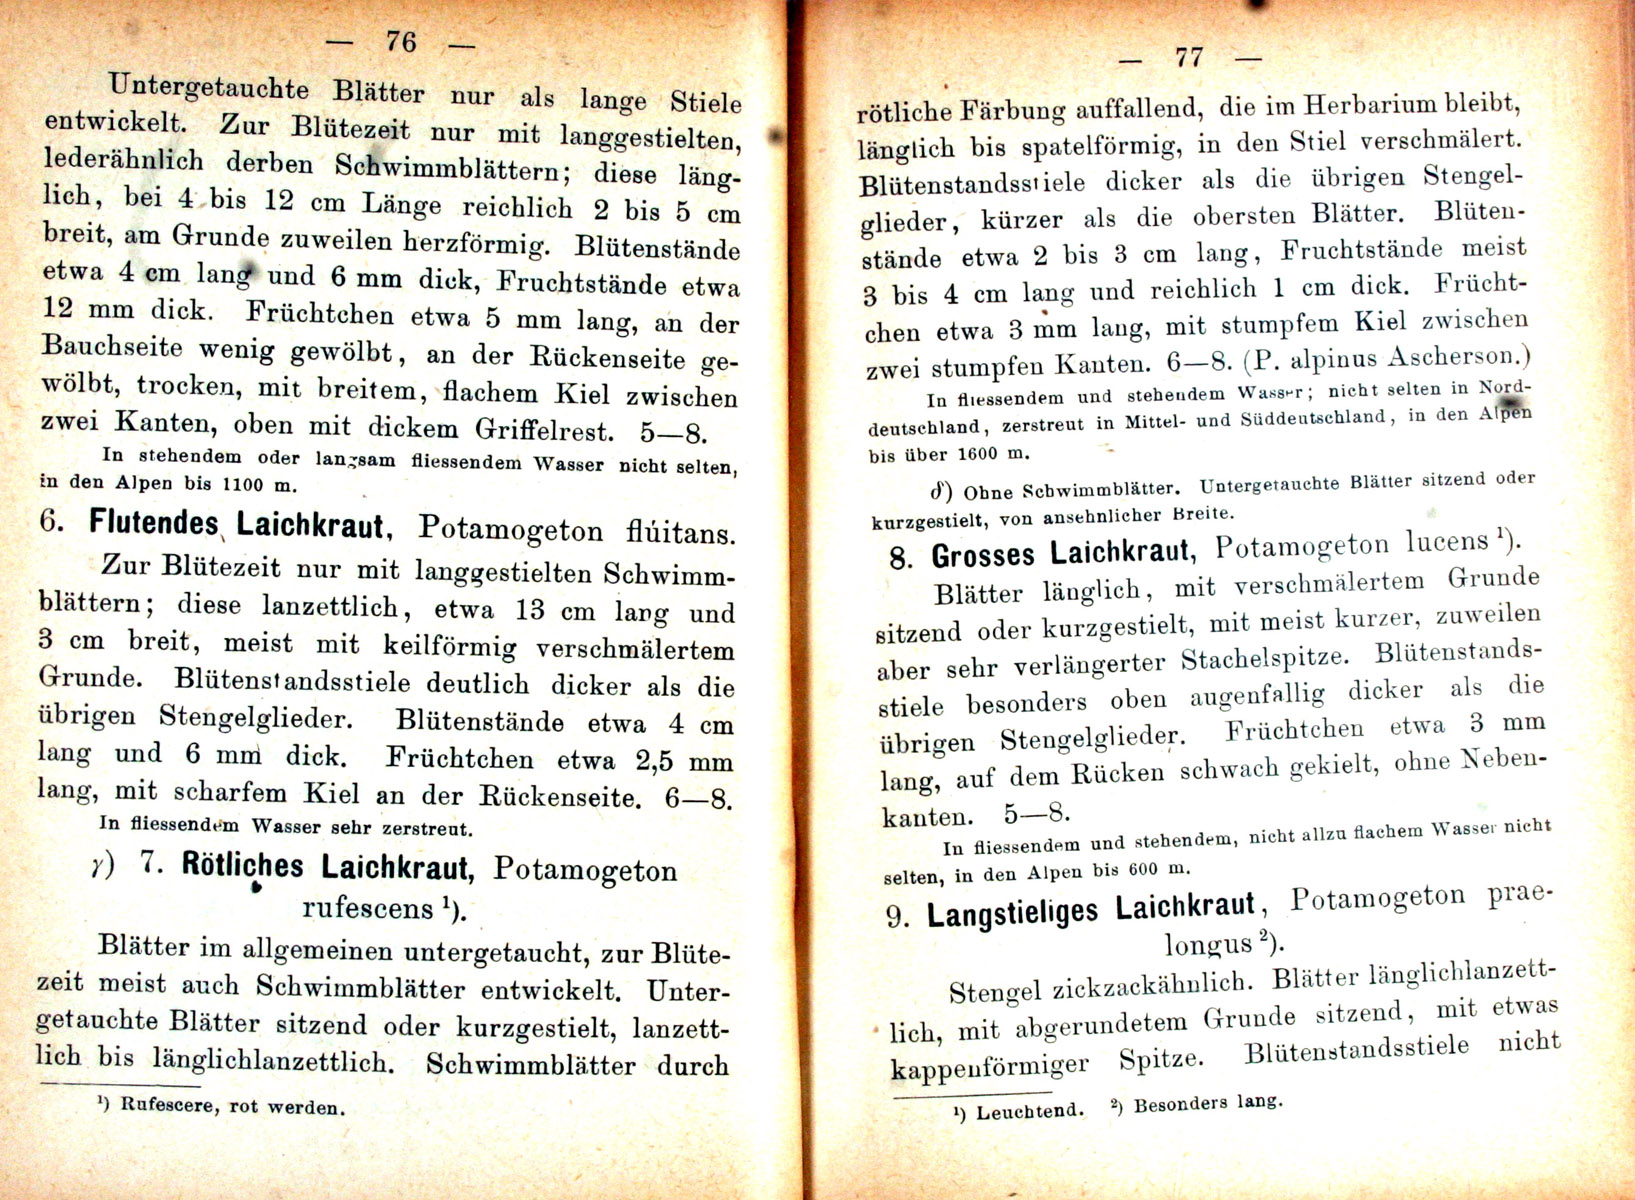 — 76 —
Untergetauchte Blätter nur als lange Stiele
entwickelt. Zur Blütezeit nur mit langgestielten,
lederähnlich derben Schwimmblättern; diese läng-
lich, bei 4 bis 12 cm Länge reichlich 2 bis 5 cm
breit, am Grunde zuweilen herzförmig. Blütenstände
etwa 4 cm lang und 6 mm dick, Fruchtstände etwa
12 mm dick. Früchtchen etwa 5 mm lang, an der
Bauchseite wenig gewölbt, an der Rückenseite ge-
wölbt, trocken, mit breitem, flachem Kiel zwischen
zwei Kanten, oben mit dickem Griffelrest. 5—8.
In stehendem oder langsam fliessendem Wasser nicht selten,
in den Alpen bis 1100 m.
6. Flutendes Laichkraut, Potamogeton flúitans.
Zur Blütezeit nur mit langgestielten Schwimm-
blättern; diese lanzettlich, etwa 13 cm lang und
3 cm breit, meist mit keilförmig verschmälertem
Grunde. Blütenstandsstiele deutlich dicker als die
übrigen Stengelglieder. Blütenstände etwa 4 cm
lang und 6 mm dick. Früchtchen etwa 2,5 mm
lang, mit scharfem Kiel an der Rückenseite. 6—8.
In fliessendem Wasser sehr zerstreut.
γ) 7. Rötliches Laichkraut, Potamogeton
rufescens ¹).
Blätter im allgemeinen untergetaucht, zur Blüte-
zeit meist auch Schwimmblätter entwickelt. Unter-
getauchte Blätter sitzend oder kurzgestielt, lanzett-
lich bis länglichlanzettlich. Schwimmblätter durch
¹) Rufescere, rot werden.
— 77 —
rötliche Färbung auffallend, die im Herbarium bleibt,
länglich bis spatelförmig, in den Stiel verschmälert.
Blütenstandsstiele dicker als die übrigen Stengel-
glieder, kürzer als die obersten Blätter. Blüten-
stände etwa 2 bis 3 cm lang, Fruchtstände meist
3 bis 4 cm lang und reichlich 1 cm dick. Frücht-
chen etwa 3 mm lang, mit stumpfem Kiel zwischen
zwei stumpfen Kanten. 6—8. (P. alpinus Ascherson.)
In fliessendem und stehendem Wasser; nicht selten in Nord-
deutschland, zerstreut in Mittel- und Süddeutschland, in den Alpen
bis über 1600 m.
δ) Ohne Schwimmblätter. Untergetauchte Blätter sitzend oder
kurzgestielt, von ansehnlicher Breite.
8. Grosses Laichkraut, Potamogeton lucens ¹).
Blätter länglich, mit verschmälertem Grunde
sitzend oder kurzgestielt, mit meist kurzer, zuweilen
aber sehr verlängerter Stachelspitze. Blütenstands-
stiele besonders oben augenfällig dicker als die
übrigen Stengelglieder. Früchtchen etwa 3 mm
lang, auf dem Rücken schwach gekielt, ohne Neben-
kanten. 5—8.
In fliessendem und stehendem, nicht allzu flachem Wasser nicht
selten, in den Alpen bis 600 m.
9. Langstieliges Laichkraut, Potamogeton prae-
longus ²).
Stengel zickzackähnlich. Blätter länglichlanzett-
lich, mit abgerundetem Grunde sitzend, mit etwas
kappenförmiger Spitze. Blütenstandsstiele nicht
¹) Leuchtend. ²) Besonders lang.